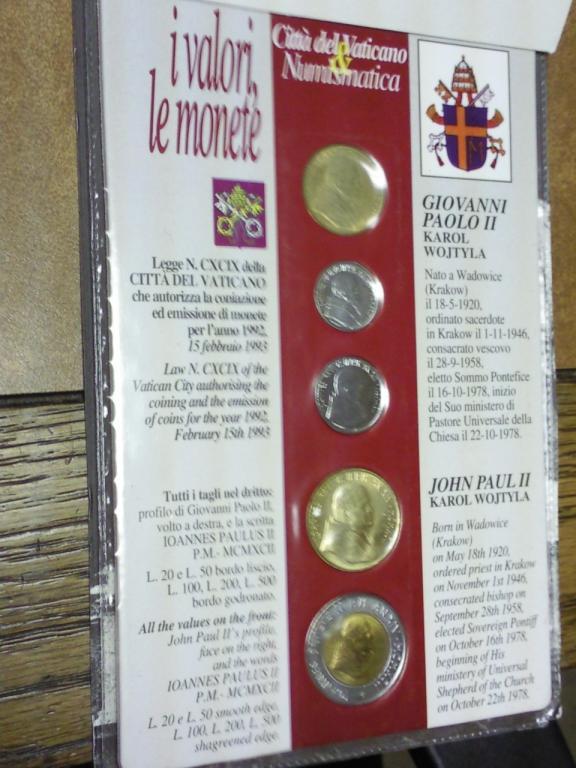 i valori,
le monete
Legge N. CXCIX della
CITTÀ DEL VATICANO
che autorizza la coniazione
ed emissione di monete
per l'anno 1992.
15 febbraio 1993
Law N. CXCIX of the
Vatican City authorising the
coining and the emission
of coins for the year 1992.
February 15th 1993
Tutti i tagli nel dritto:
profilo di Giovanni Paolo II,
volto a destra, e la scritta
IOANNES PAULUS II
P.M.- MCMXCII.
L. 20 e L. 50 bordo liscio,
L. 100, L. 200, L. 500
bordo godronato.
All the values on the front:
John Paul II's profile,
face on the right,
and the words
IOANNES PAULUS II
P.M.- MCMXCII
L. 20 e L. 50 smooth edge,
L. 100, L. 200, L. 500
shagreened edge.
Città del Vaticano
&
Numismatica
GIOVANNI
PAOLO II
KAROL
WOJTYLA
Nato a Wadowice
(Krakow)
il 18-5-1920,
ordinato sacerdote
in Krakow il 1-11-1946,
consacrato vescovo
il 28-9-1958,
eletto Sommo Pontefice
il 16-10-1978, inizio
del Suo ministero di
Pastore Universale della
Chiesa il 22-10-1978.
JOHN PAUL II
KAROL WOJTYLA
Born in Wadowice
(Krakow)
on May 18th 1920,
ordered priest in Krakow
on November 1st 1946,
consecrated bishop on
September 28th 1958,
elected Sovereign Pontiff
on October 16th 1978,
beginning of His
ministery of Universal
Shepherd of the Church
on October 22th 1978.